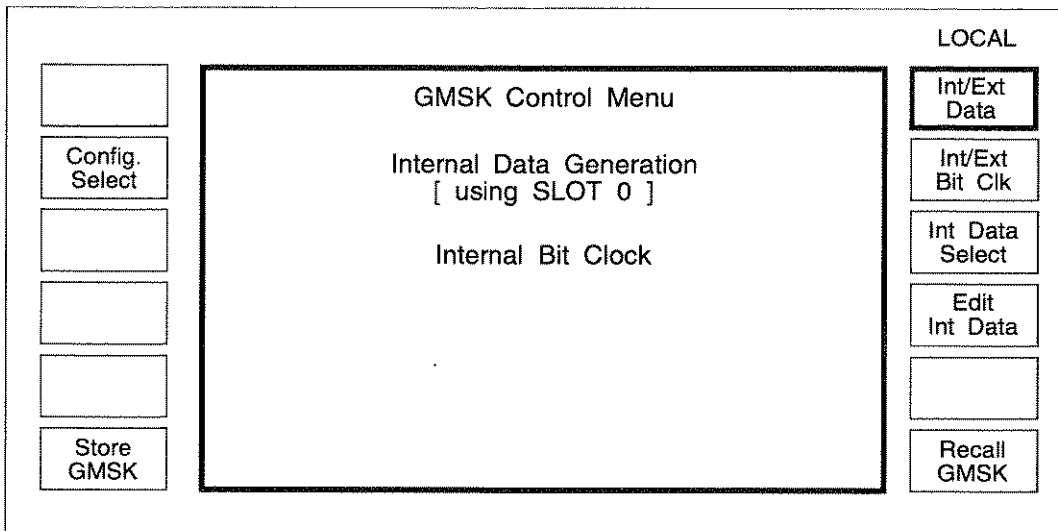 LOCAL
Config.
Select
Store
GMSK
GMSK Control Menu
Internal Data Generation
[ using SLOT 0 ]
Internal Bit Clock
Int/Ext
Data
Int/Ext
Bit Clk
Int Data
Select
Edit
Int Data
Recall
GMSK